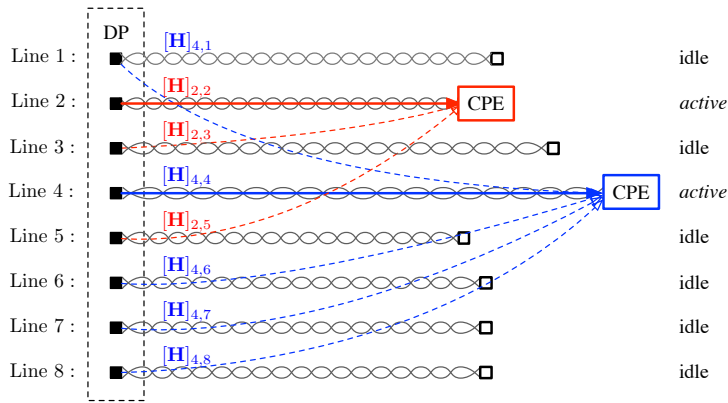 DP
Line 1 : [H]4,1 idle
Line 2 : [H]2,2 CPE active
Line 3 : [H]2,3 idle
Line 4 : [H]4,4 CPE active
Line 5 : [H]2,5 idle
Line 6 : [H]4,6 idle
Line 7 : [H]4,7 idle
Line 8 : [H]4,8 idle